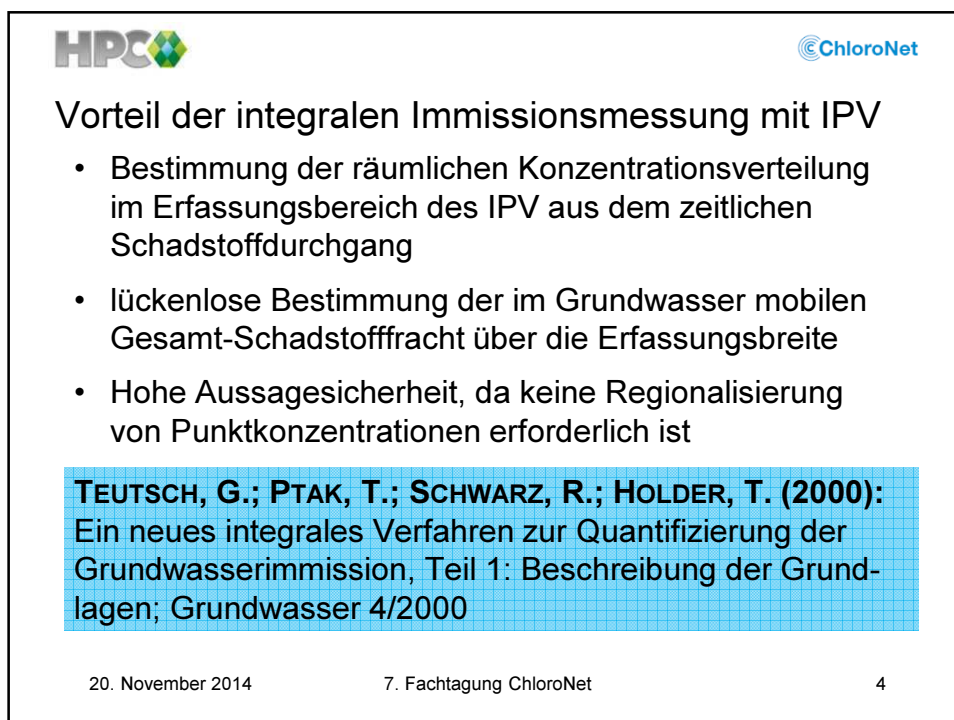 HPC
©ChloroNet
Vorteil der integralen Immissionsmessung mit IPV
• Bestimmung der räumlichen Konzentrationsverteilung
im Erfassungsbereich des IPV aus dem zeitlichen
Schadstoffdurchgang
• lückenlose Bestimmung der im Grundwasser mobilen
Gesamt-Schadstofffracht über die Erfassungsbreite
• Hohe Aussagesicherheit, da keine Regionalisierung
von Punktkonzentrationen erforderlich ist
TEUTSCH, G.; PTAK, T.; SCHWARZ, R.; HOLDER, T. (2000):
Ein neues integrales Verfahren zur Quantifizierung der
Grundwasserimmission, Teil 1: Beschreibung der Grund-
lagen; Grundwasser 4/2000
20. November 2014 7. Fachtagung ChloroNet 4